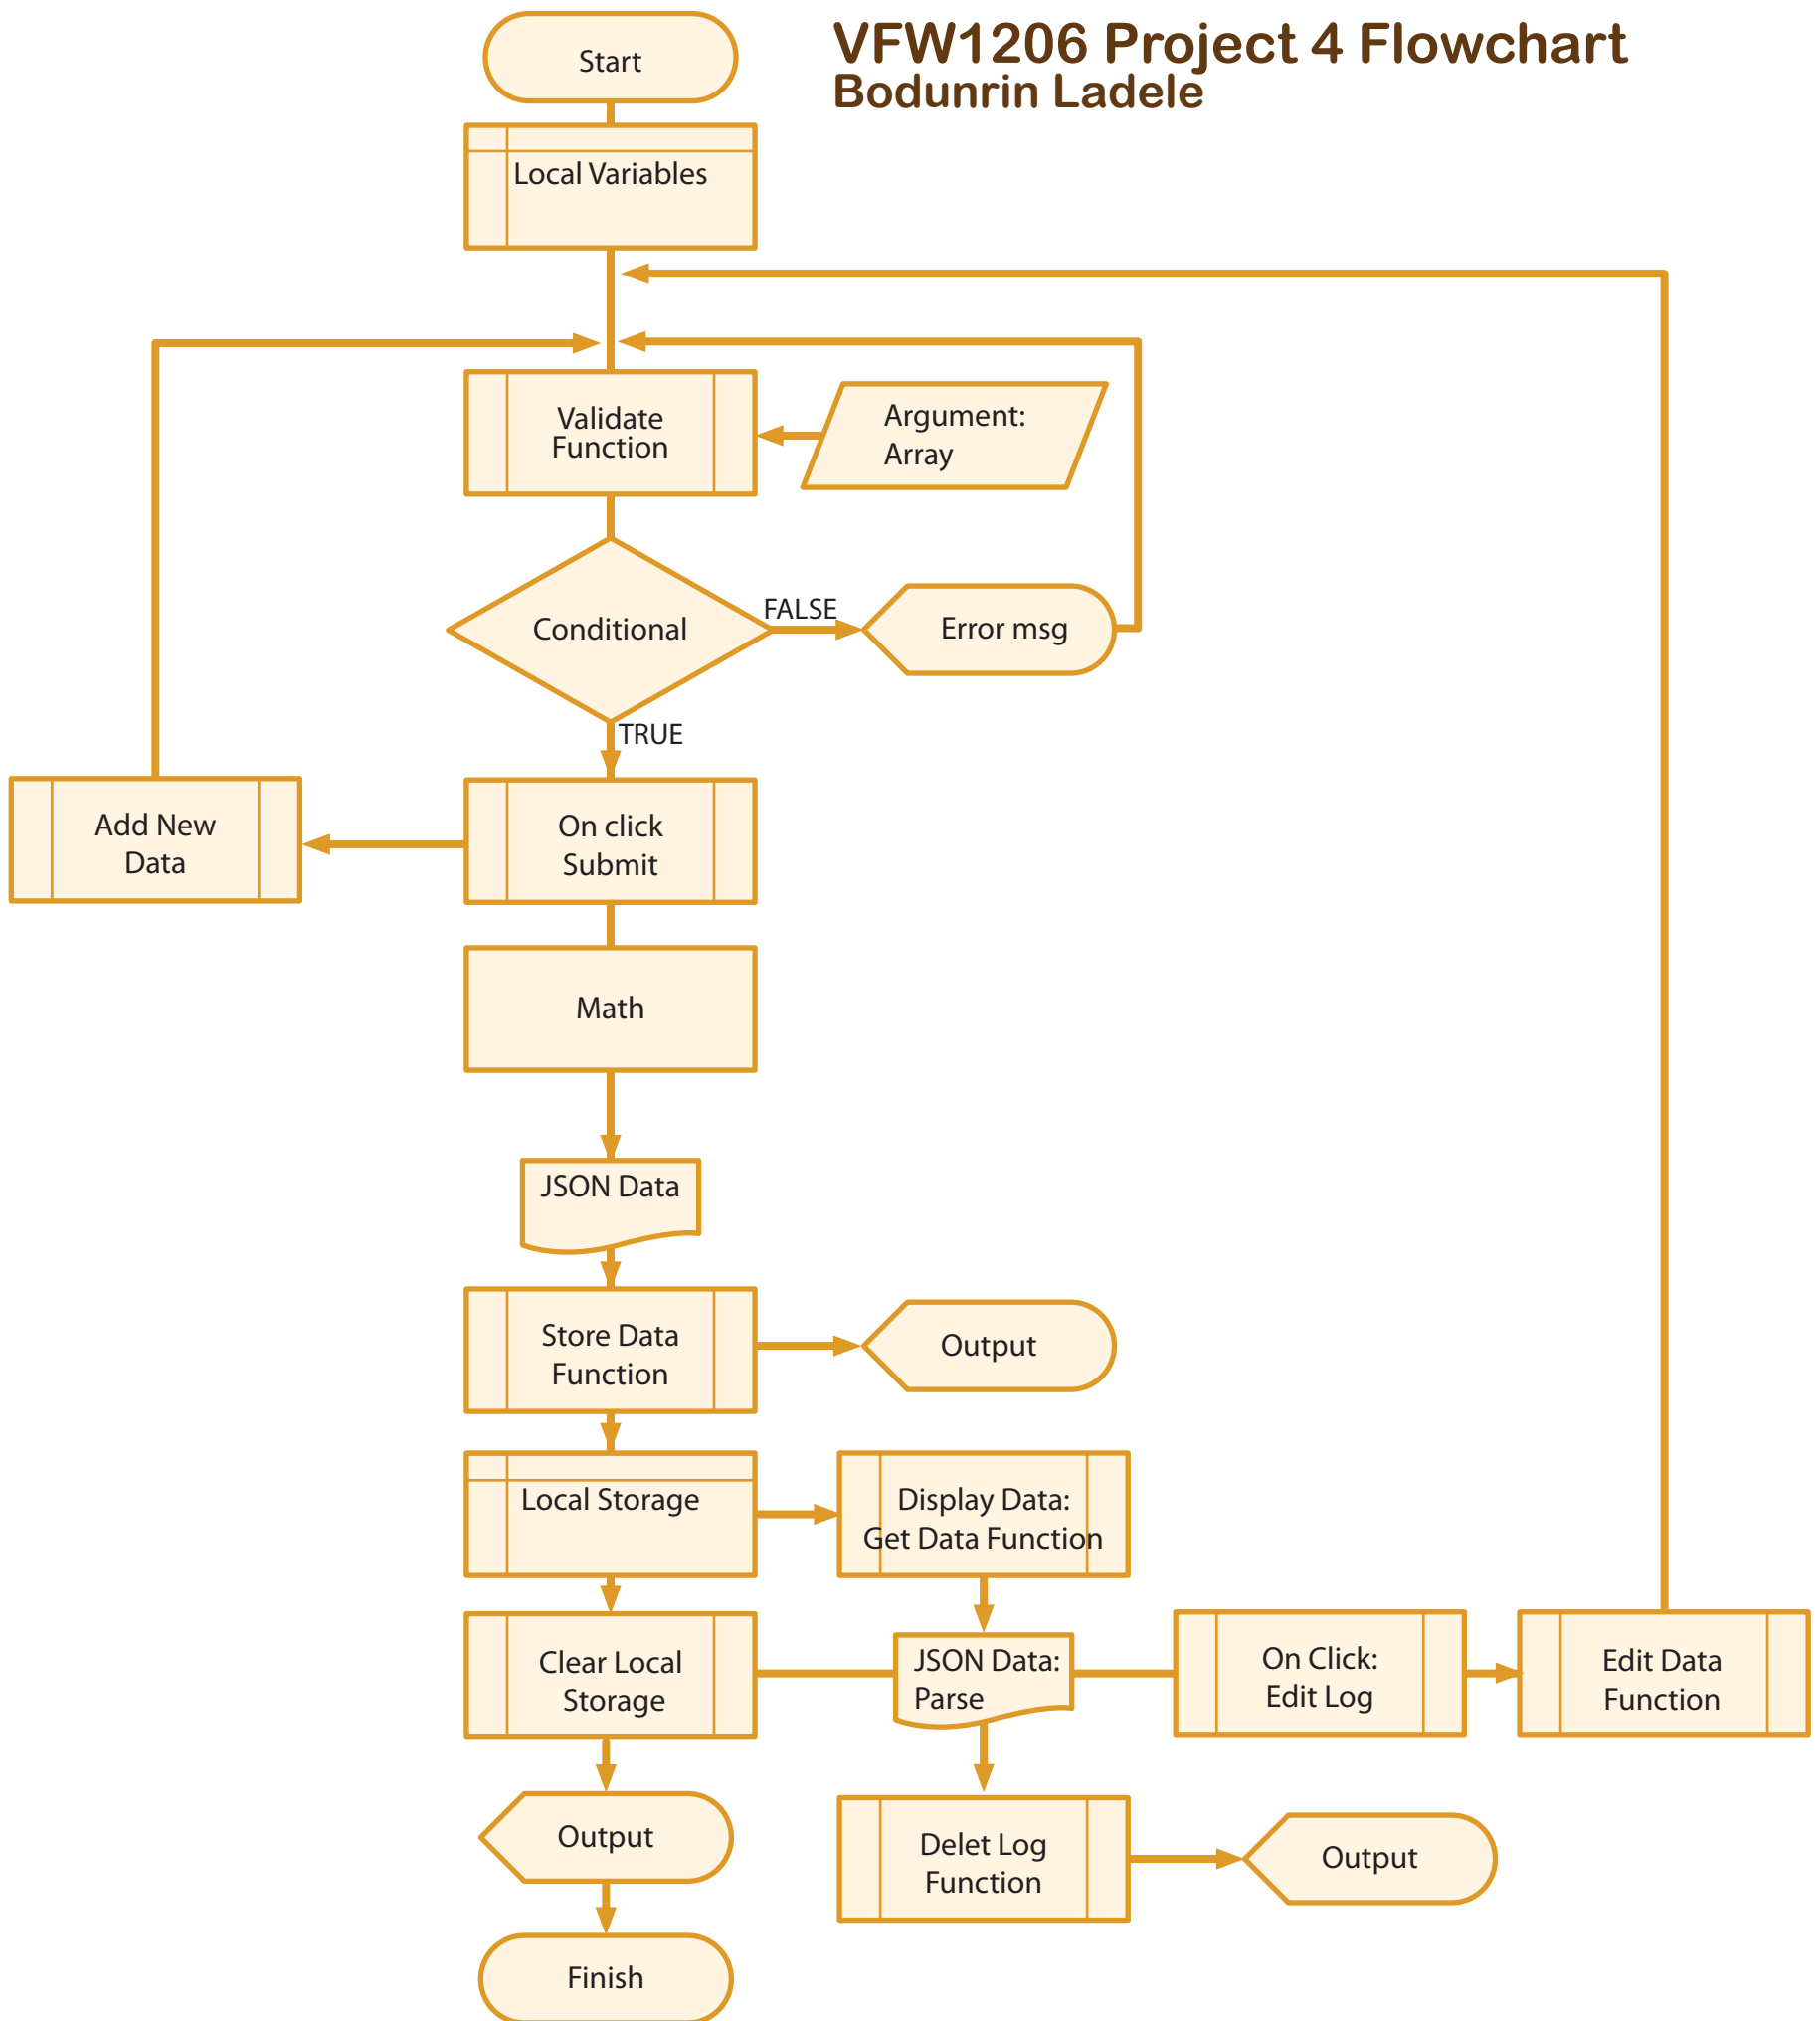 VFW1206 Project 4 Flowchart
Bodunrin Ladele
Start
Local Variables
Validate
Function
Argument:
Array
Conditional
FALSE
Error msg
TRUE
Add New
Data
On click
Submit
Math
JSON Data
Store Data
Function
Output
Local Storage
Display Data:
Get Data Function
Clear Local
Storage
JSON Data:
Parse
On Click:
Edit Log
Edit Data
Function
Output
Delet Log
Function
Output
Finish